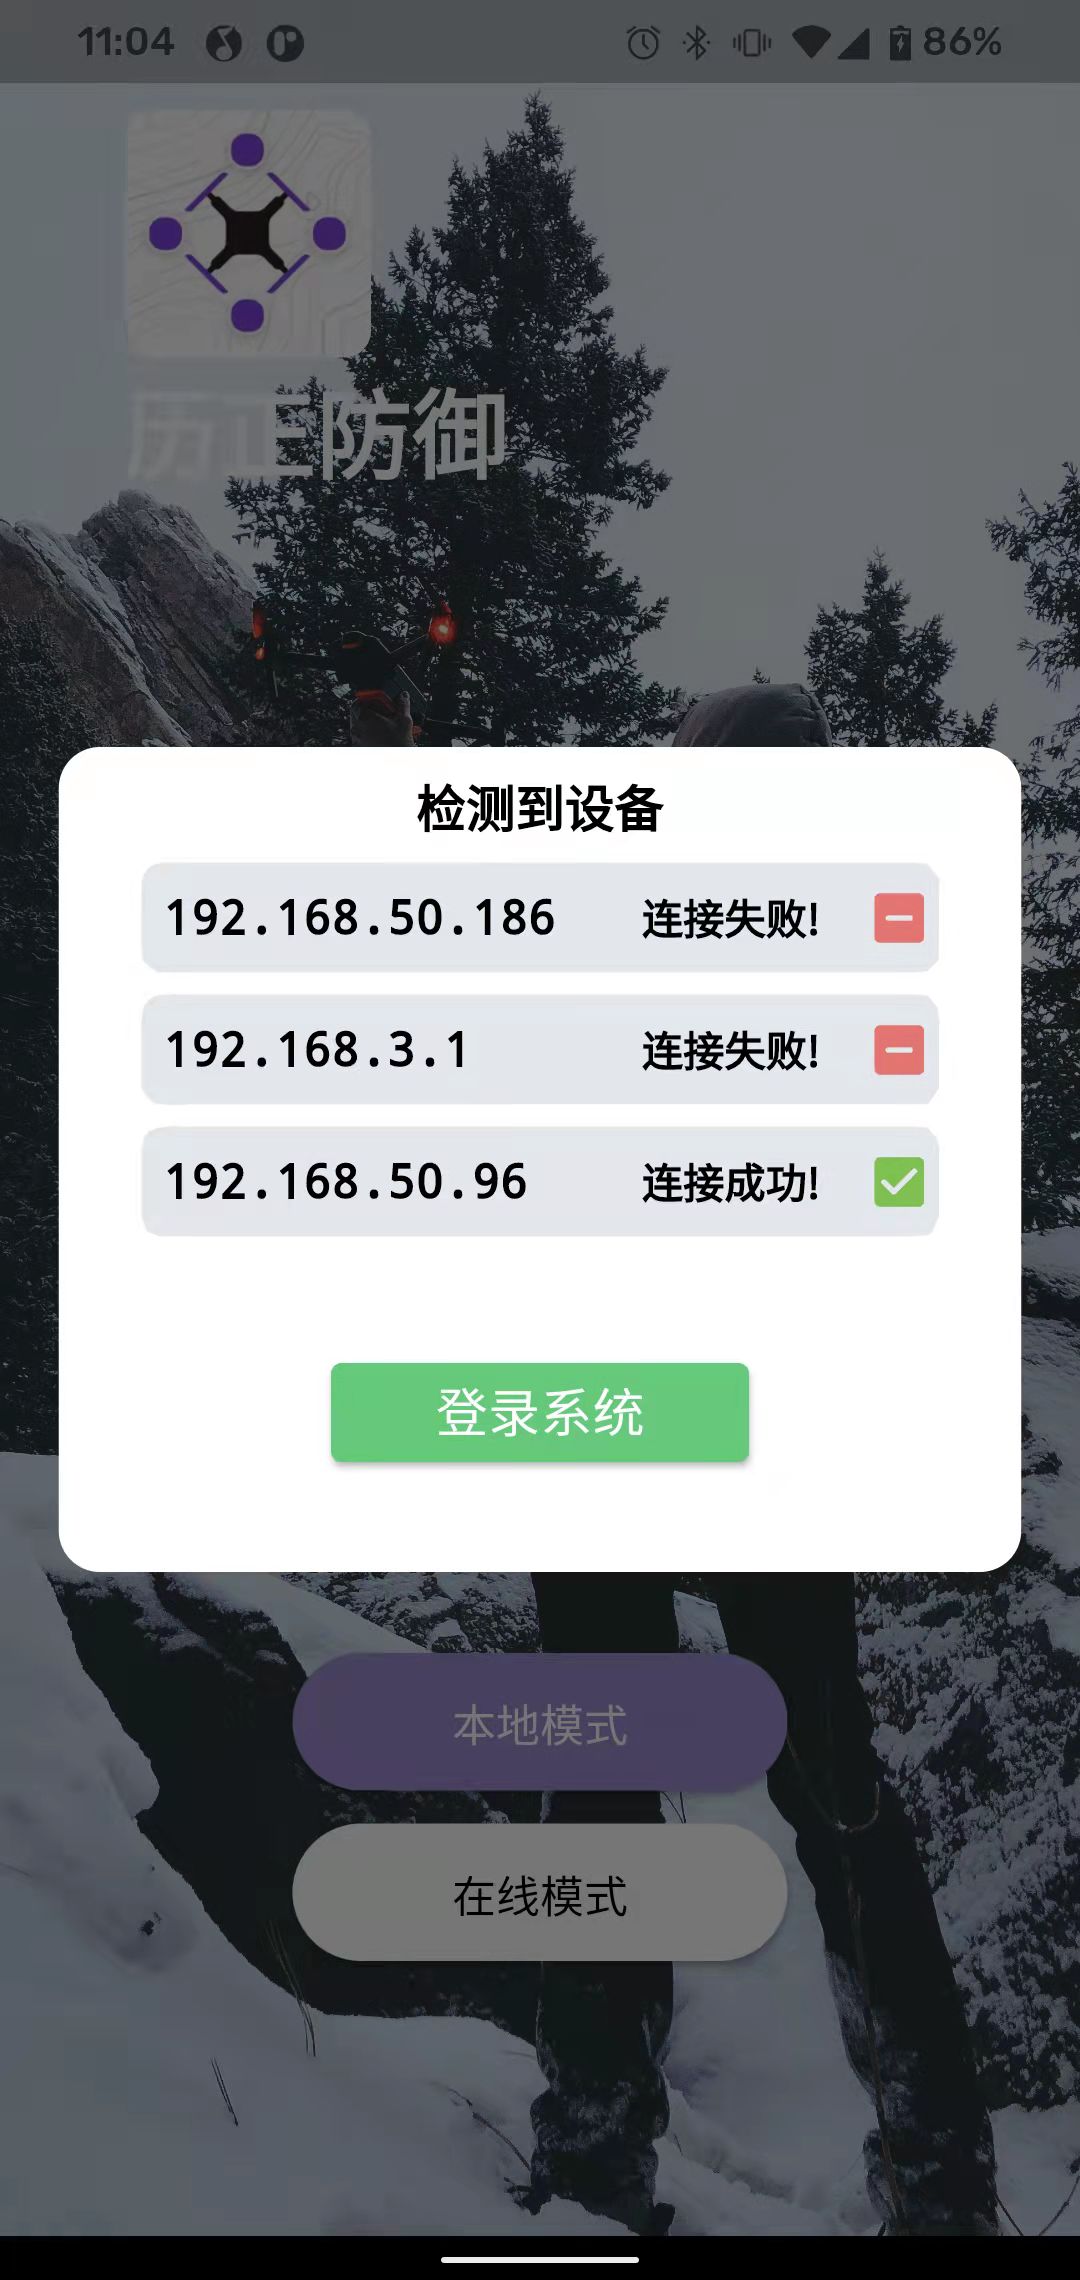 11:04 86%
历正防御
检测到设备
192.168.50.186 连接失败!
192.168.3.1 连接失败!
192.168.50.96 连接成功!
登录系统
本地模式
在线模式